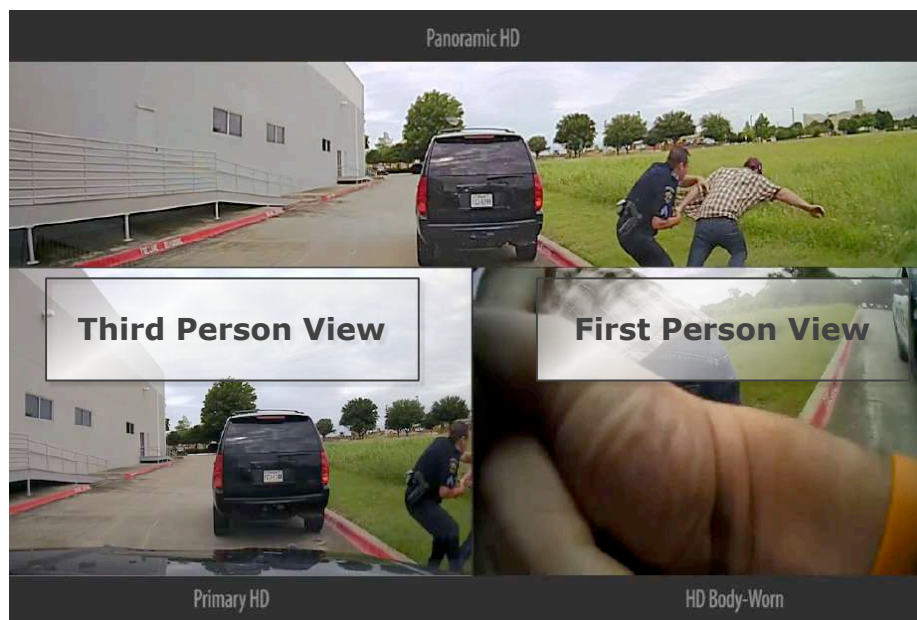 Panoramic HD
Third Person View
First Person View
Primary HD
HD Body-Worn